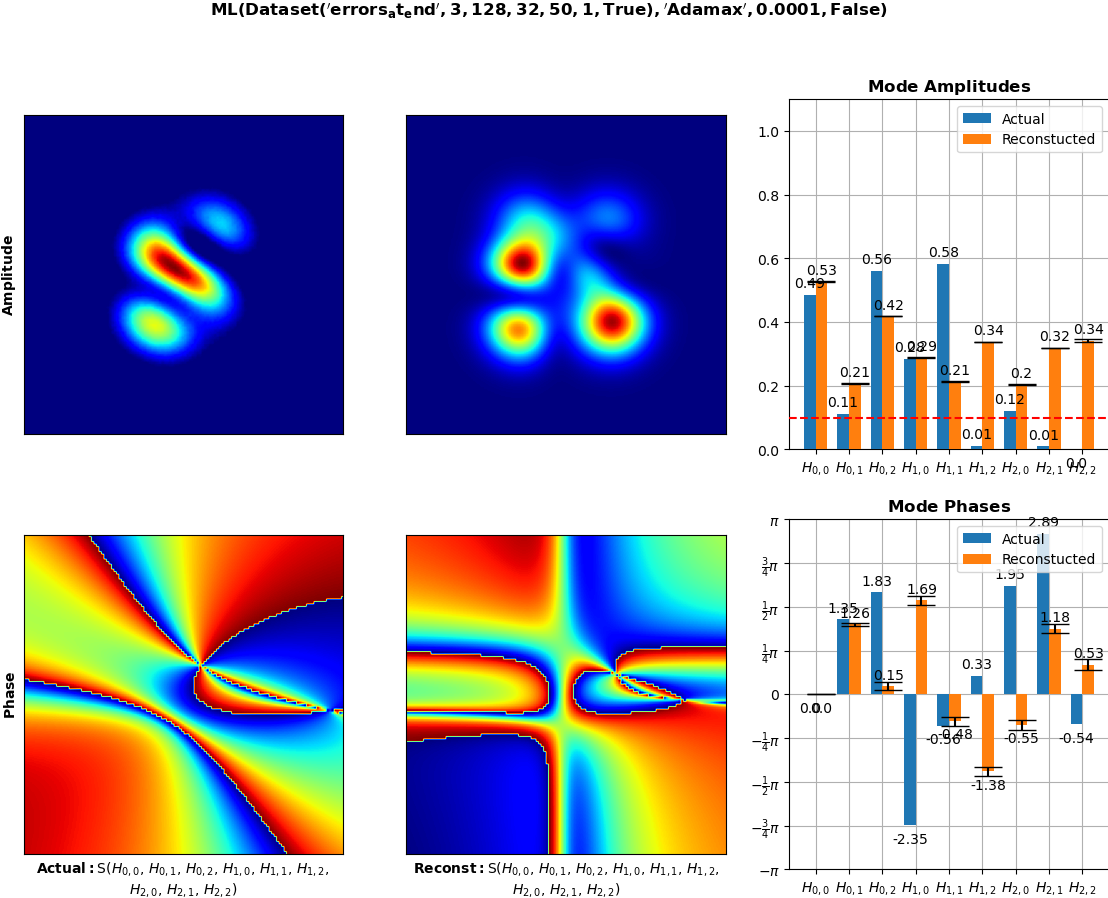 ML(Dataset('errors_at_end', 3, 128, 32, 50, 1, True), 'Adamax', 0.0001, False)
Amplitude
Mode Amplitudes
Actual
Reconstucted
1.0
0.8
0.6
0.4
0.2
0.0
0.49
0.53
0.11
0.21
0.56
0.42
0.28
0.29
0.58
0.21
0.01
0.34
0.12
0.2
0.01
0.32
0.0
0.34
H0,0 H0,1 H0,2 H1,0 H1,1 H1,2 H2,0 H2,1 H2,2
Phase
Mode Phases
Actual
Reconstucted
π
3/4π
1/2π
1/4π
0
−1/4π
−1/2π
−3/4π
−π
0.0
0.0
1.35
1.26
1.83
0.15
-2.35
1.69
-0.56
-0.48
0.33
-1.38
1.95
-0.55
2.89
1.18
-0.54
0.53
H0,0 H0,1 H0,2 H1,0 H1,1 H1,2 H2,0 H2,1 H2,2
Actual: S(H0,0, H0,1, H0,2, H1,0, H1,1, H1,2,
H2,0, H2,1, H2,2)
Reconst: S(H0,0, H0,1, H0,2, H1,0, H1,1, H1,2,
H2,0, H2,1, H2,2)